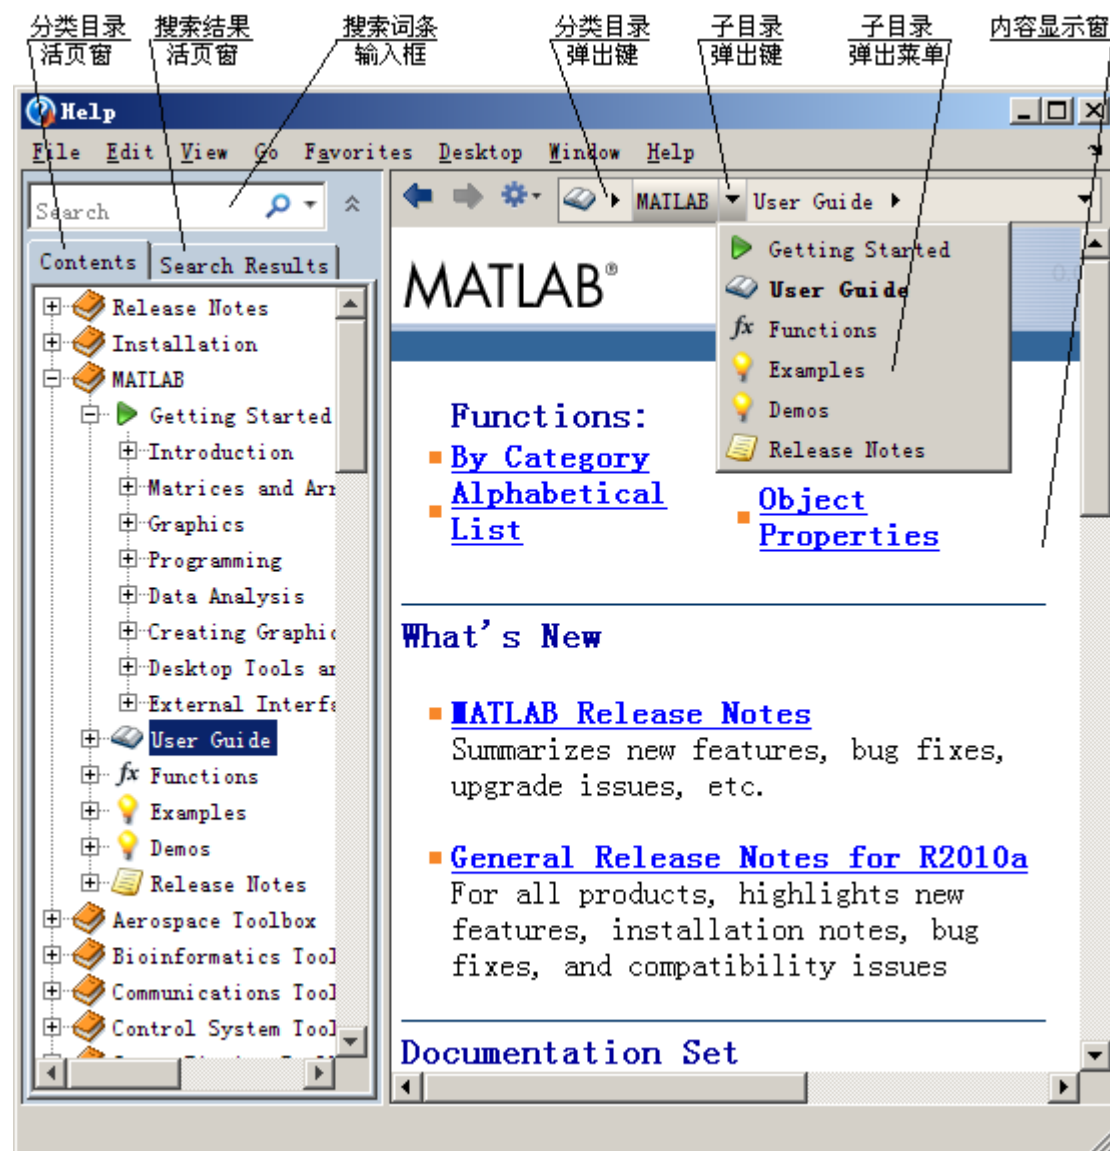 分类目录
活页窗
搜索结果
活页窗
搜索词条
输入框
分类目录
弹出键
子目录
弹出键
子目录
弹出菜单
内容显示窗
Help
File Edit View Go Favorites Desktop Window Help
Search
MATLAB User Guide
Contents Search Results
Release Notes
Installation
MATLAB
Getting Started
Introduction
Matrices and Arr
Graphics
Programming
Data Analysis
Creating Graphic
Desktop Tools an
External Interfa
User Guide
Functions
Examples
Demos
Release Notes
Aerospace Toolbox
Bioinformatics Tool
Communications Tool
Control System Tool
Getting Started
User Guide
Functions
Examples
Demos
Release Notes
MATLAB®
Functions:
By Category
Alphabetical
List
Object
Properties
What's New
MATLAB Release Notes
Summarizes new features, bug fixes,
upgrade issues, etc.
General Release Notes for R2010a
For all products, highlights new
features, installation notes, bug
fixes, and compatibility issues
Documentation Set